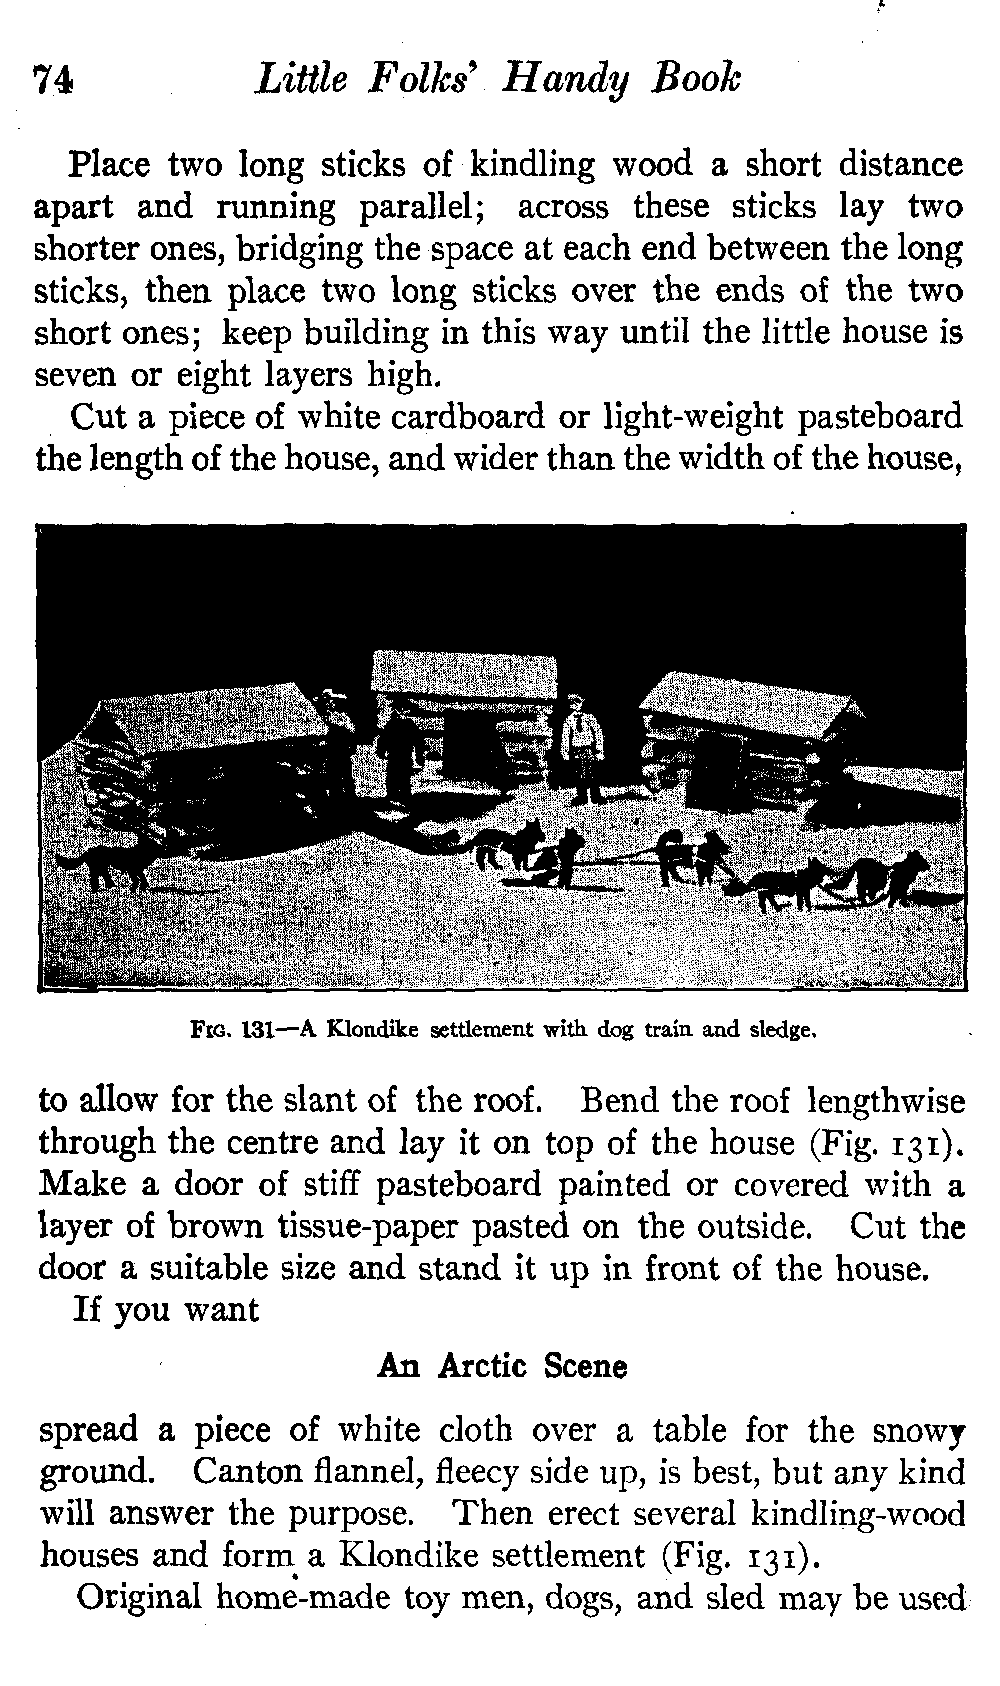 74 Little Folks' Handy Book
Place two long sticks of kindling wood a short distance
apart and running parallel; across these sticks lay two
shorter ones, bridging the space at each end between the long
sticks, then place two long sticks over the ends of the two
short ones; keep building in this way until the little house is
seven or eight layers high.
Cut a piece of white cardboard or light-weight pasteboard
the length of the house, and wider than the width of the house,
FIG. 131—A Klondike settlement with dog train and sledge.
to allow for the slant of the roof. Bend the roof lengthwise
through the centre and lay it on top of the house (Fig. 131).
Make a door of stiff pasteboard painted or covered with a
layer of brown tissue-paper pasted on the outside. Cut the
door a suitable size and stand it up in front of the house.
If you want
An Arctic Scene
spread a piece of white cloth over a table for the snowy
ground. Canton flannel, fleecy side up, is best, but any kind
will answer the purpose. Then erect several kindling-wood
houses and form a Klondike settlement (Fig. 131).
Original home-made toy men, dogs, and sled may be used